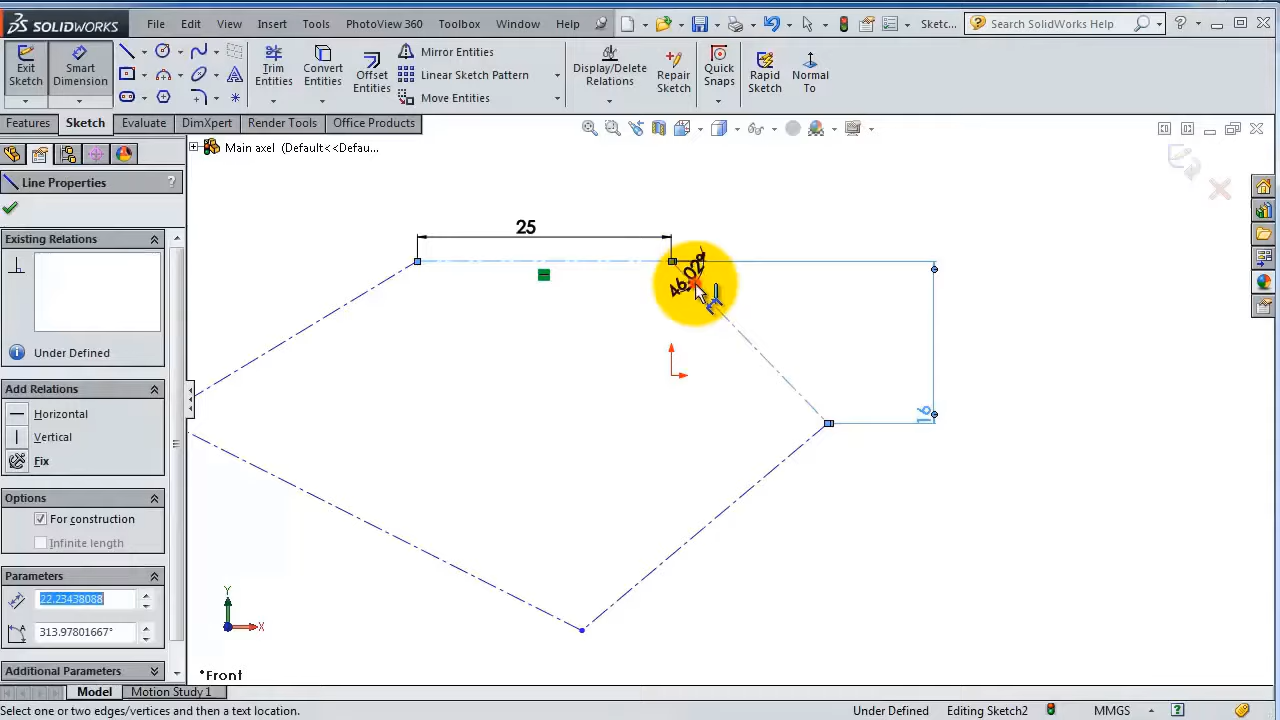 SOLIDWORKS File Edit View Insert Tools PhotoView 360 Toolbox Window Help Sketc... Search SolidWorks Help
Exit Sketch
Smart Dimension
Trim Entities
Convert Entities
Offset Entities
Mirror Entities
Linear Sketch Pattern
Move Entities
Display/Delete Relations
Repair Sketch
Quick Snaps
Rapid Sketch
Normal To
Features Sketch Evaluate DimXpert Render Tools Office Products
Main axel (Default<<Defau...
Line Properties ?
Existing Relations
Under Defined
Add Relations
Horizontal
Vertical
Fix
Options
For construction
Infinite length
Parameters
22.23438088
313.97801667°
Additional Parameters
25
46.02°
16
Y
X
*Front
Model Motion Study 1
Select one or two edges/vertices and then a text location. Under Defined Editing Sketch2 MMGS ?